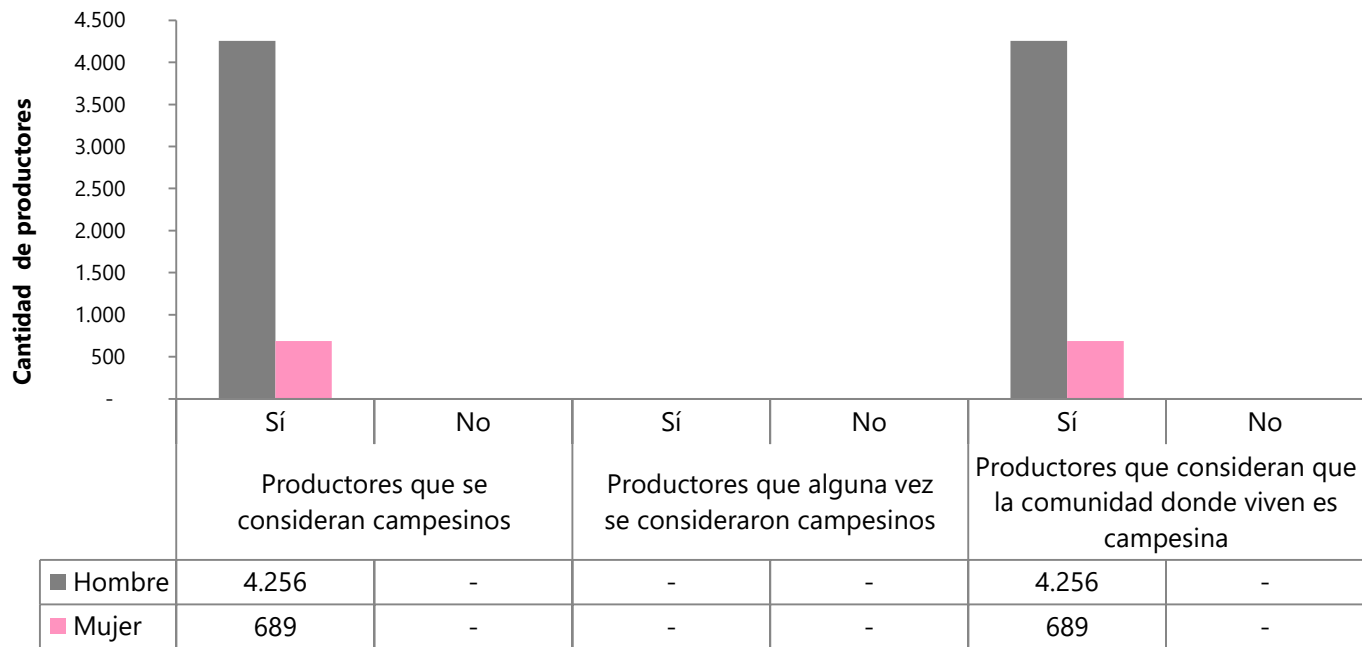 Cantidad de productores
4.500
4.000
3.500
3.000
2.500
2.000
1.500
1.000
500
-
Sí No Sí No Sí No
Productores que se
consideran campesinos
Productores que alguna vez
se consideraron campesinos
Productores que consideran que
la comunidad donde viven es
campesina
Hombre 4.256 - - - 4.256 -
Mujer 689 - - - 689 -